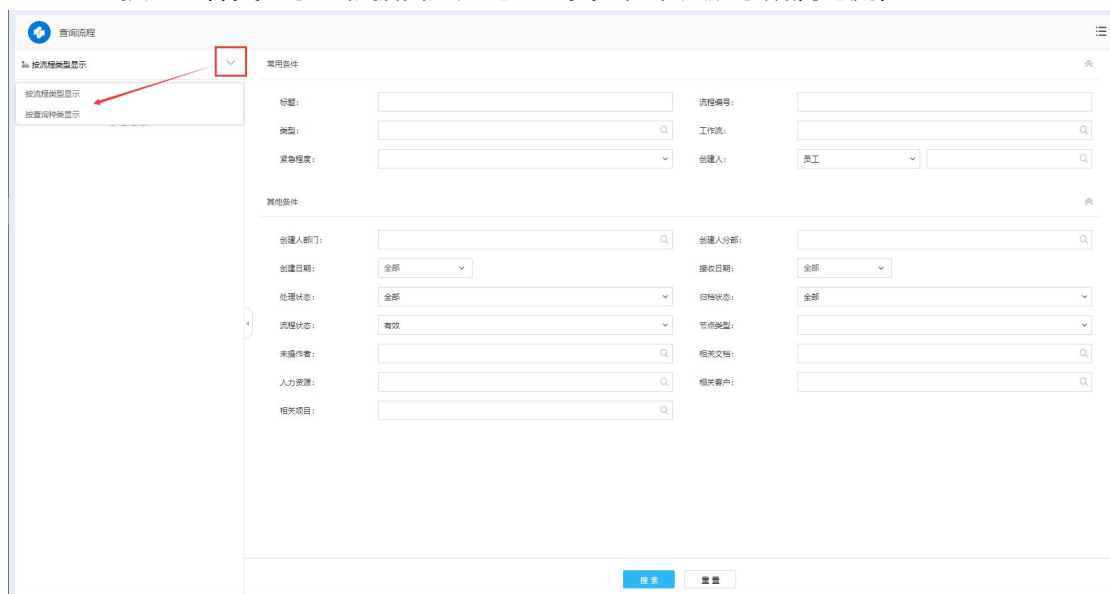 查询流程
按流程类型显示
按流程类型显示
按查询种类显示
常用条件
标题：
流程编号：
类型：
工作流：
紧急程度：
创建人： 员工
其他条件
创建人部门：
创建人分部：
创建日期： 全部
接收日期： 全部
处理状态： 全部
归档状态： 全部
流程状态： 有效
节点类型：
未操作者：
相关文档：
人力资源：
相关客户：
相关项目：
搜索
重置